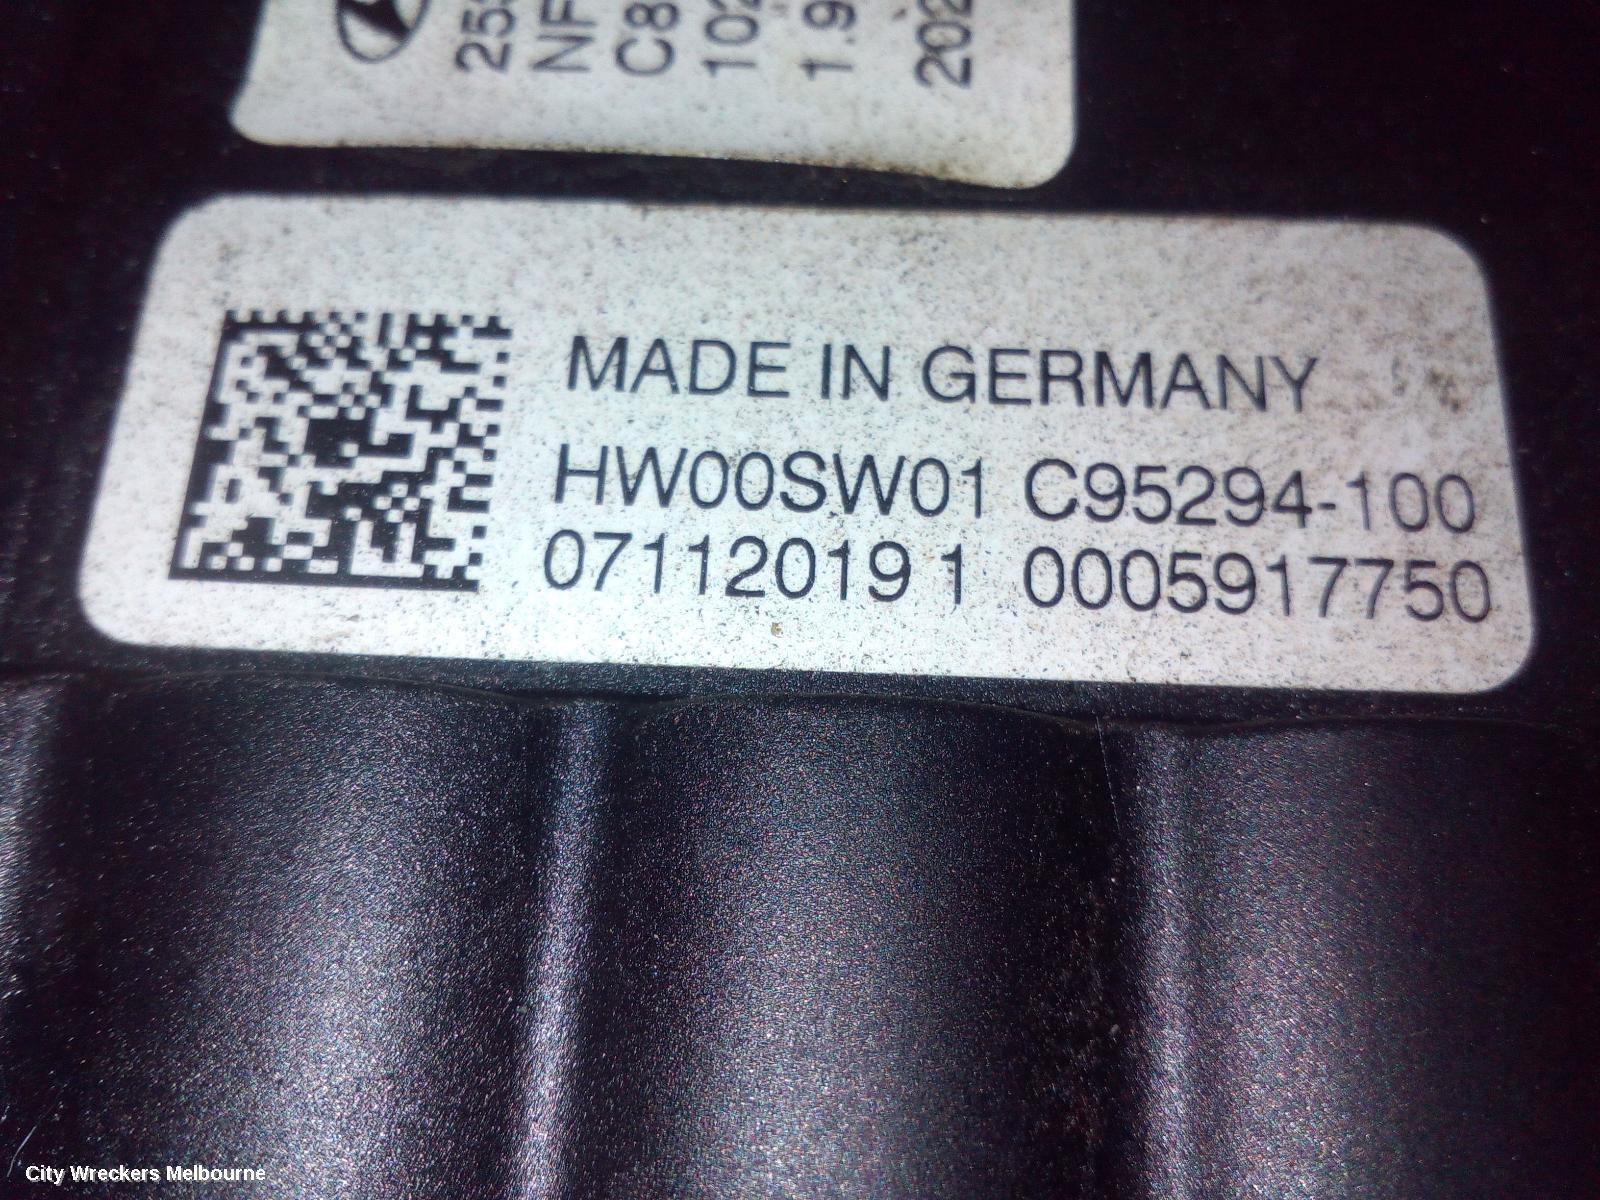 MADE IN GERMANY
HW00SW01 C95294-100
07112019 1 0005917750
City Wreckers Melbourne